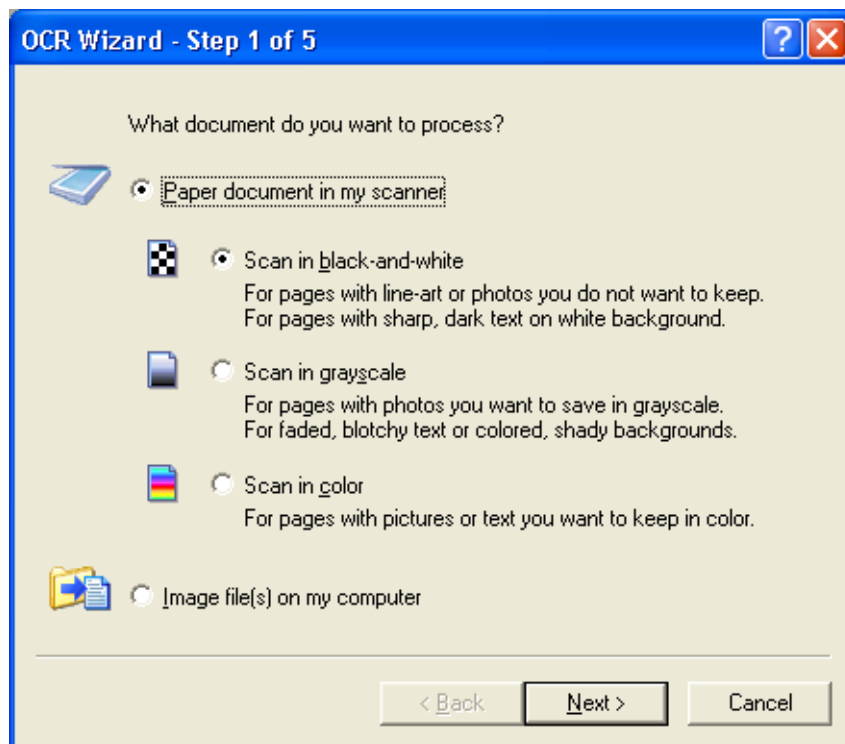 OCR Wizard - Step 1 of 5
What document do you want to process?
Paper document in my scanner
Scan in black-and-white
For pages with line-art or photos you do not want to keep.
For pages with sharp, dark text on white background.
Scan in grayscale
For pages with photos you want to save in grayscale.
For faded, blotchy text or colored, shady backgrounds.
Scan in color
For pages with pictures or text you want to keep in color.
Image file(s) on my computer
< Back Next > Cancel